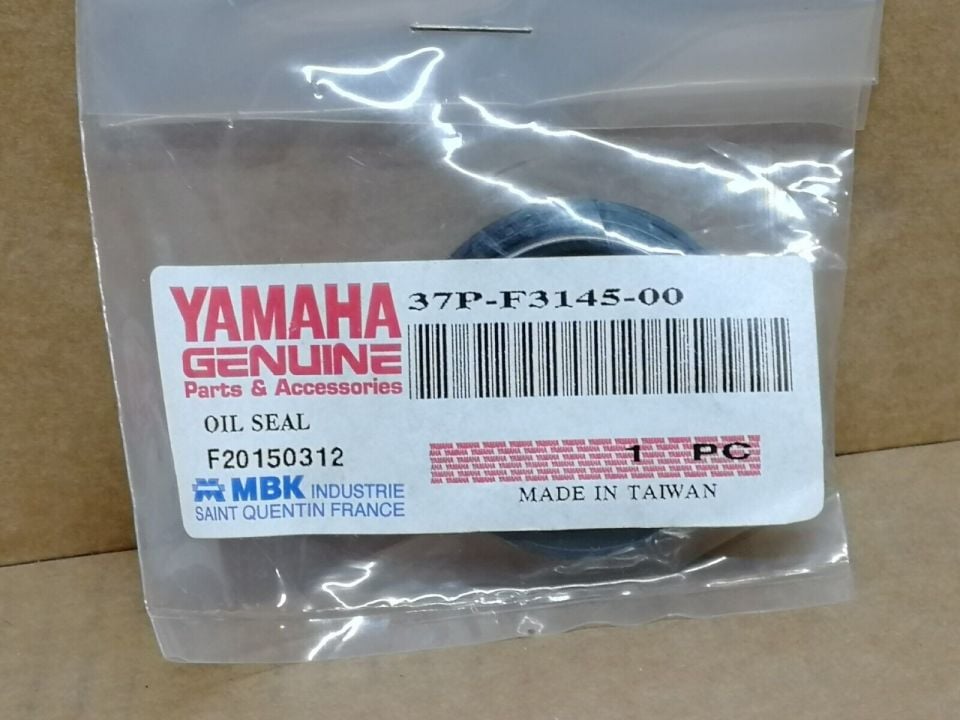 YAMAHA
GENUINE
Parts & Accessories
37P-F3145-00
OIL SEAL
F20150312
1 PC
MBK INDUSTRIE
SAINT QUENTIN FRANCE
MADE IN TAIWAN